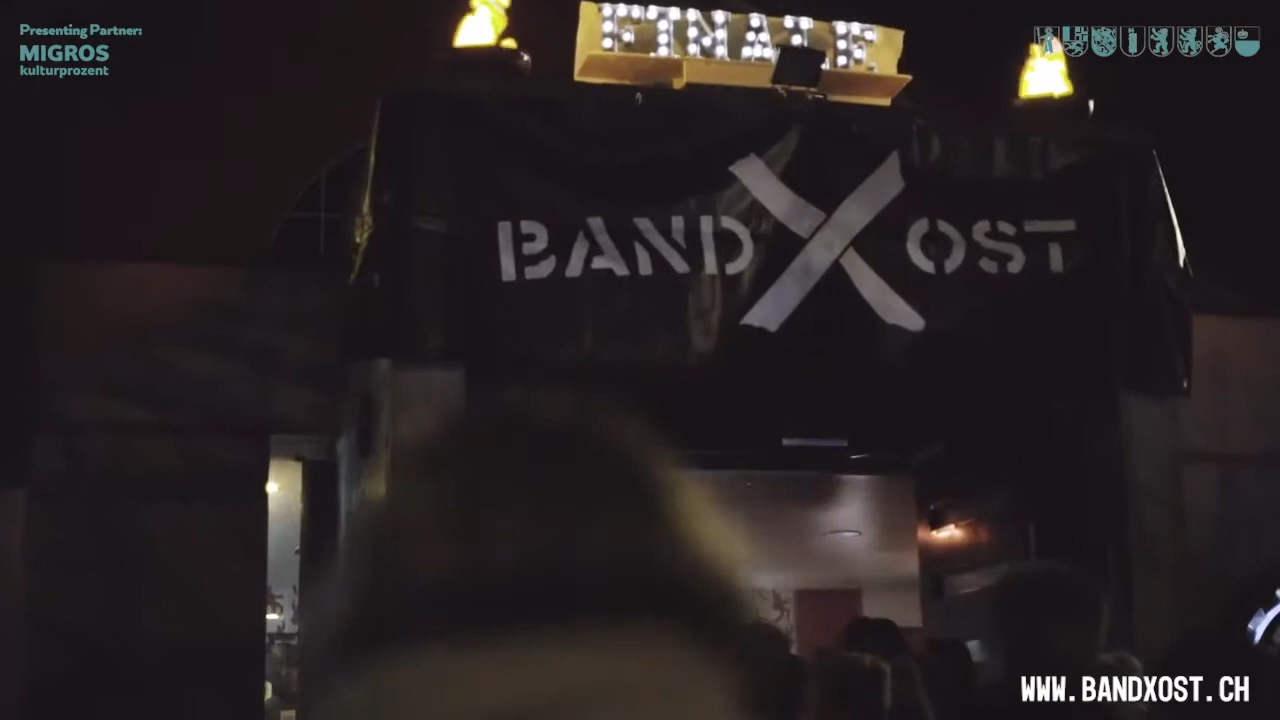 Presenting Partner:
MIGROS
kulturprozent
FINALE
BANDXOST
WWW.BANDXOST.CH